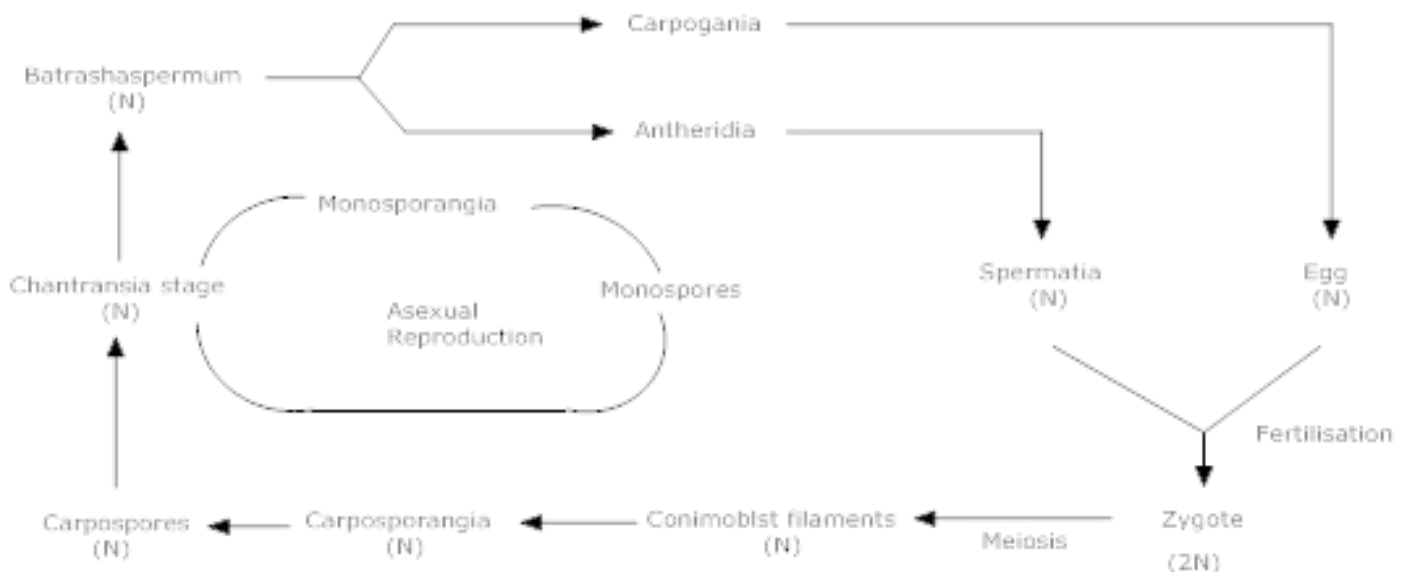 Carpogania
Batrashaspermum
(N)
Antheridia
Monosporangia
Chantransia stage
(N)
Monospores
Asexual
Reproduction
Spermatia
(N)
Egg
(N)
Fertilisation
Carpospores
(N)
Carposporangia
(N)
Conimoblst filaments
(N)
Meiosis
Zygote
(2N)